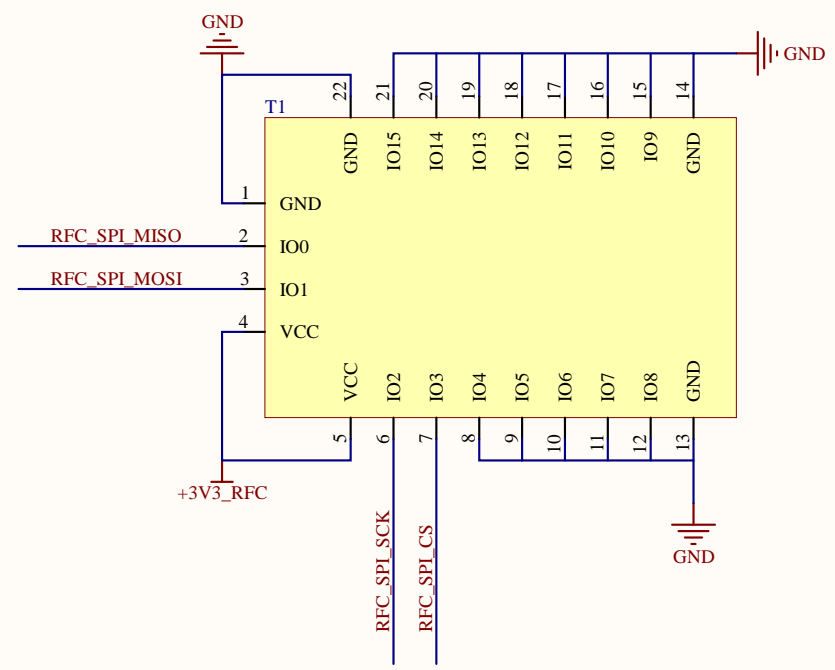 GND
GND
T1
22
21
20
19
18
17
16
15
14
GND
IO15
IO14
IO13
IO12
IO11
IO10
IO9
GND
1
GND
RFC_SPI_MISO
2
IO0
RFC_SPI_MOSI
3
IO1
4
VCC
VCC
IO2
IO3
IO4
IO5
IO6
IO7
IO8
GND
5
6
7
8
9
10
11
12
13
+3V3_RFC
RFC_SPI_SCK
RFC_SPI_CS
GND